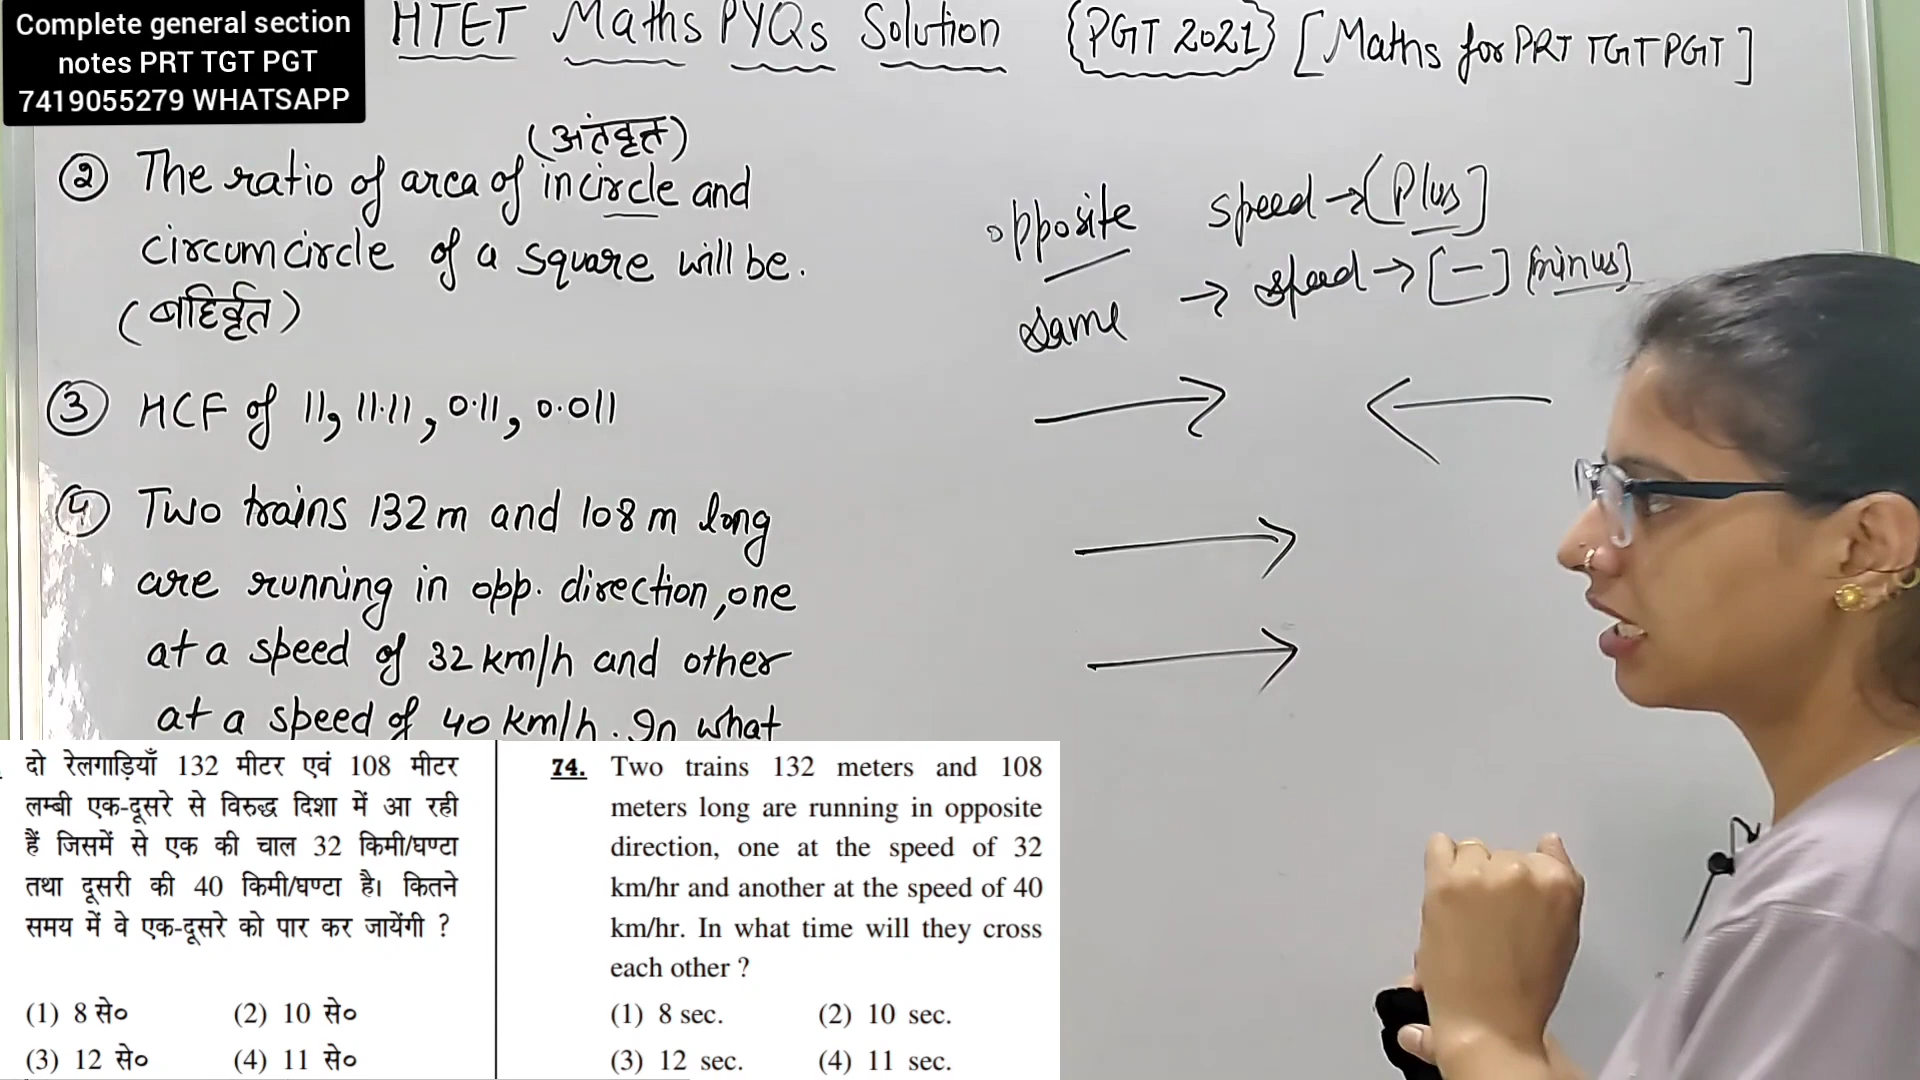 Complete general section
notes PRT TGT PGT
7419055279 WHATSAPP
HTET Maths PYQs Solution {PGT 2021} [Maths for PRT TGT PGT]
(अंतवृत्त)
② The ratio of area of incircle and
circumcircle of a square will be.
(बहिर्वृत)
③ HCF of 11, 11.11, 0.11, 0.011
④ Two trains 132 m and 108 m long
are running in opp. direction, one
at a speed of 32 km/h and other
at a speed of 40 km/h. In what
opposite speed → [Plus]
same → speed → [−] [minus]
दो रेलगाड़ियाँ 132 मीटर एवं 108 मीटर
लम्बी एक-दूसरे से विरुद्ध दिशा में आ रही
हैं जिसमें से एक की चाल 32 किमी/घण्टा
तथा दूसरी की 40 किमी/घण्टा है। कितने
समय में वे एक-दूसरे को पार कर जायेंगी ?
(1) 8 से० (2) 10 से०
(3) 12 से० (4) 11 से०
74. Two trains 132 meters and 108
meters long are running in opposite
direction, one at the speed of 32
km/hr and another at the speed of 40
km/hr. In what time will they cross
each other ?
(1) 8 sec. (2) 10 sec.
(3) 12 sec. (4) 11 sec.